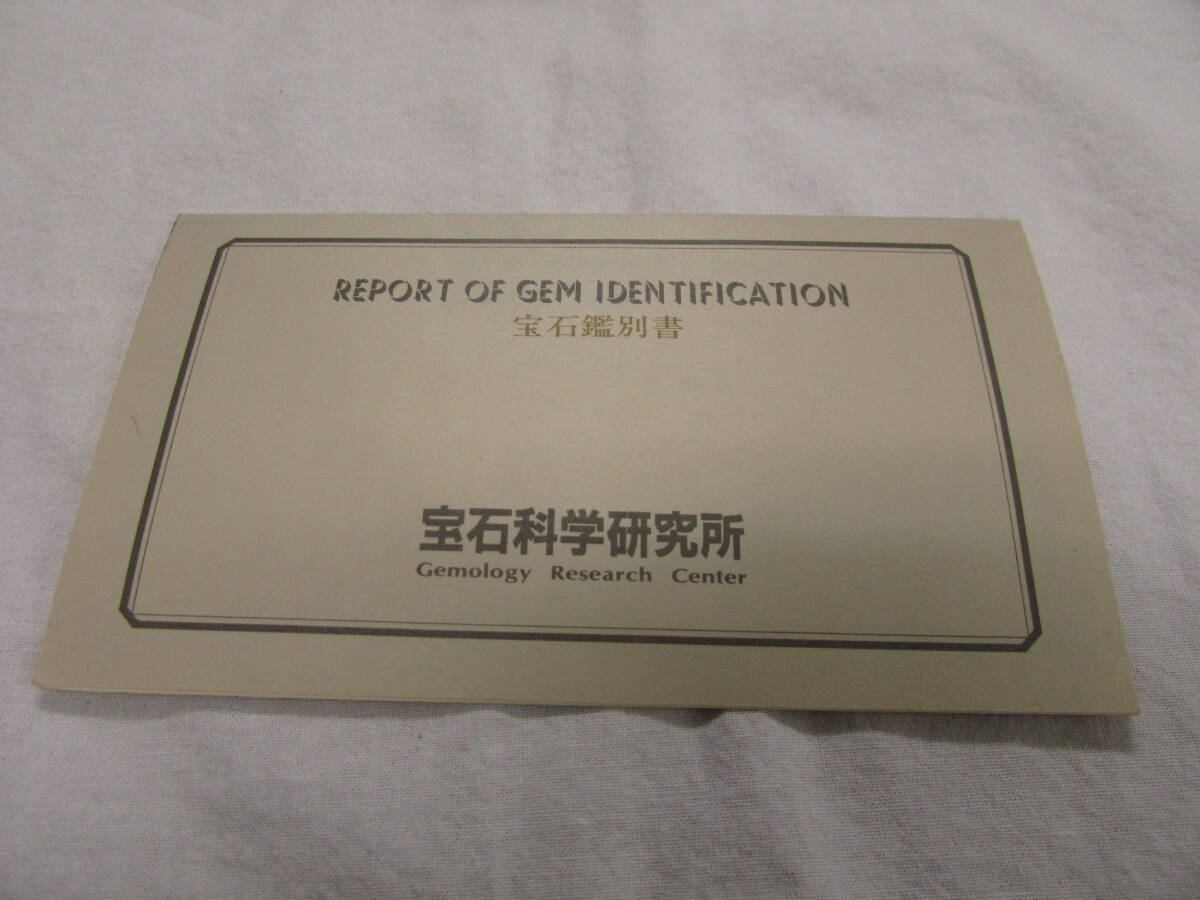 REPORT OF GEM IDENTIFICATION
宝石鑑別書
宝石科学研究所
Gemology Research Center